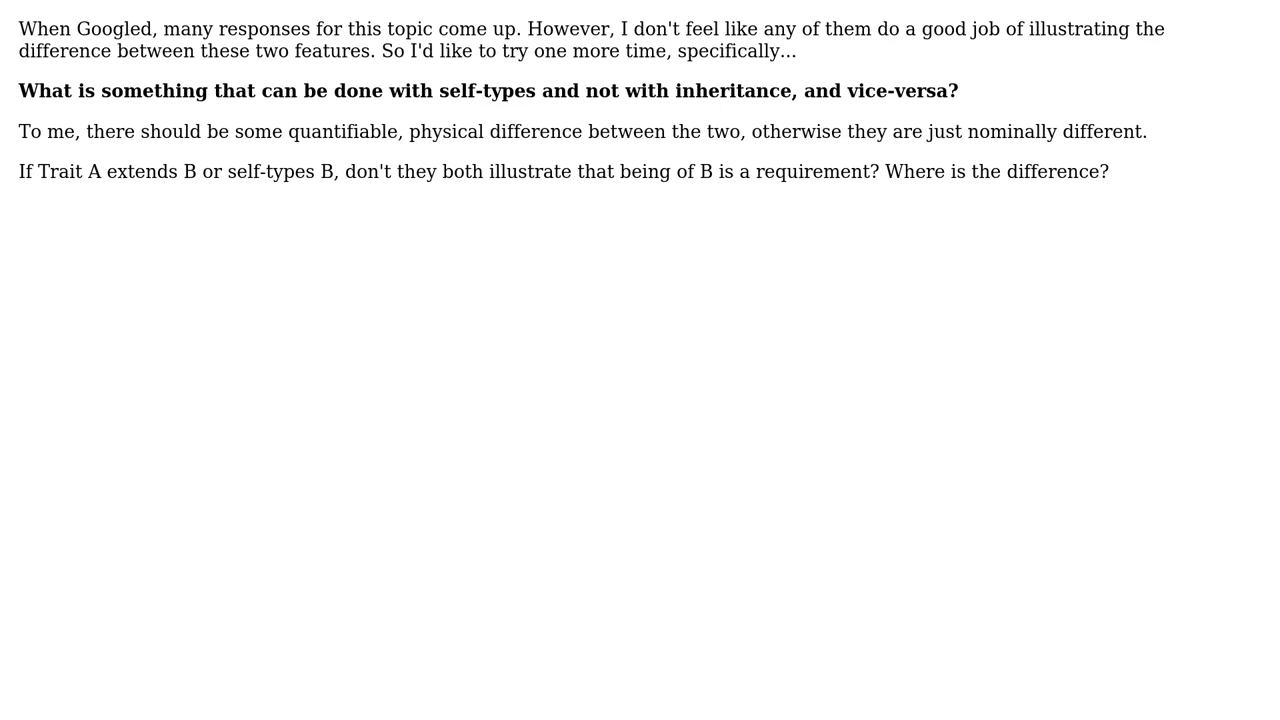 When Googled, many responses for this topic come up. However, I don't feel like any of them do a good job of illustrating the
difference between these two features. So I'd like to try one more time, specifically...
What is something that can be done with self-types and not with inheritance, and vice-versa?
To me, there should be some quantifiable, physical difference between the two, otherwise they are just nominally different.
If Trait A extends B or self-types B, don't they both illustrate that being of B is a requirement? Where is the difference?